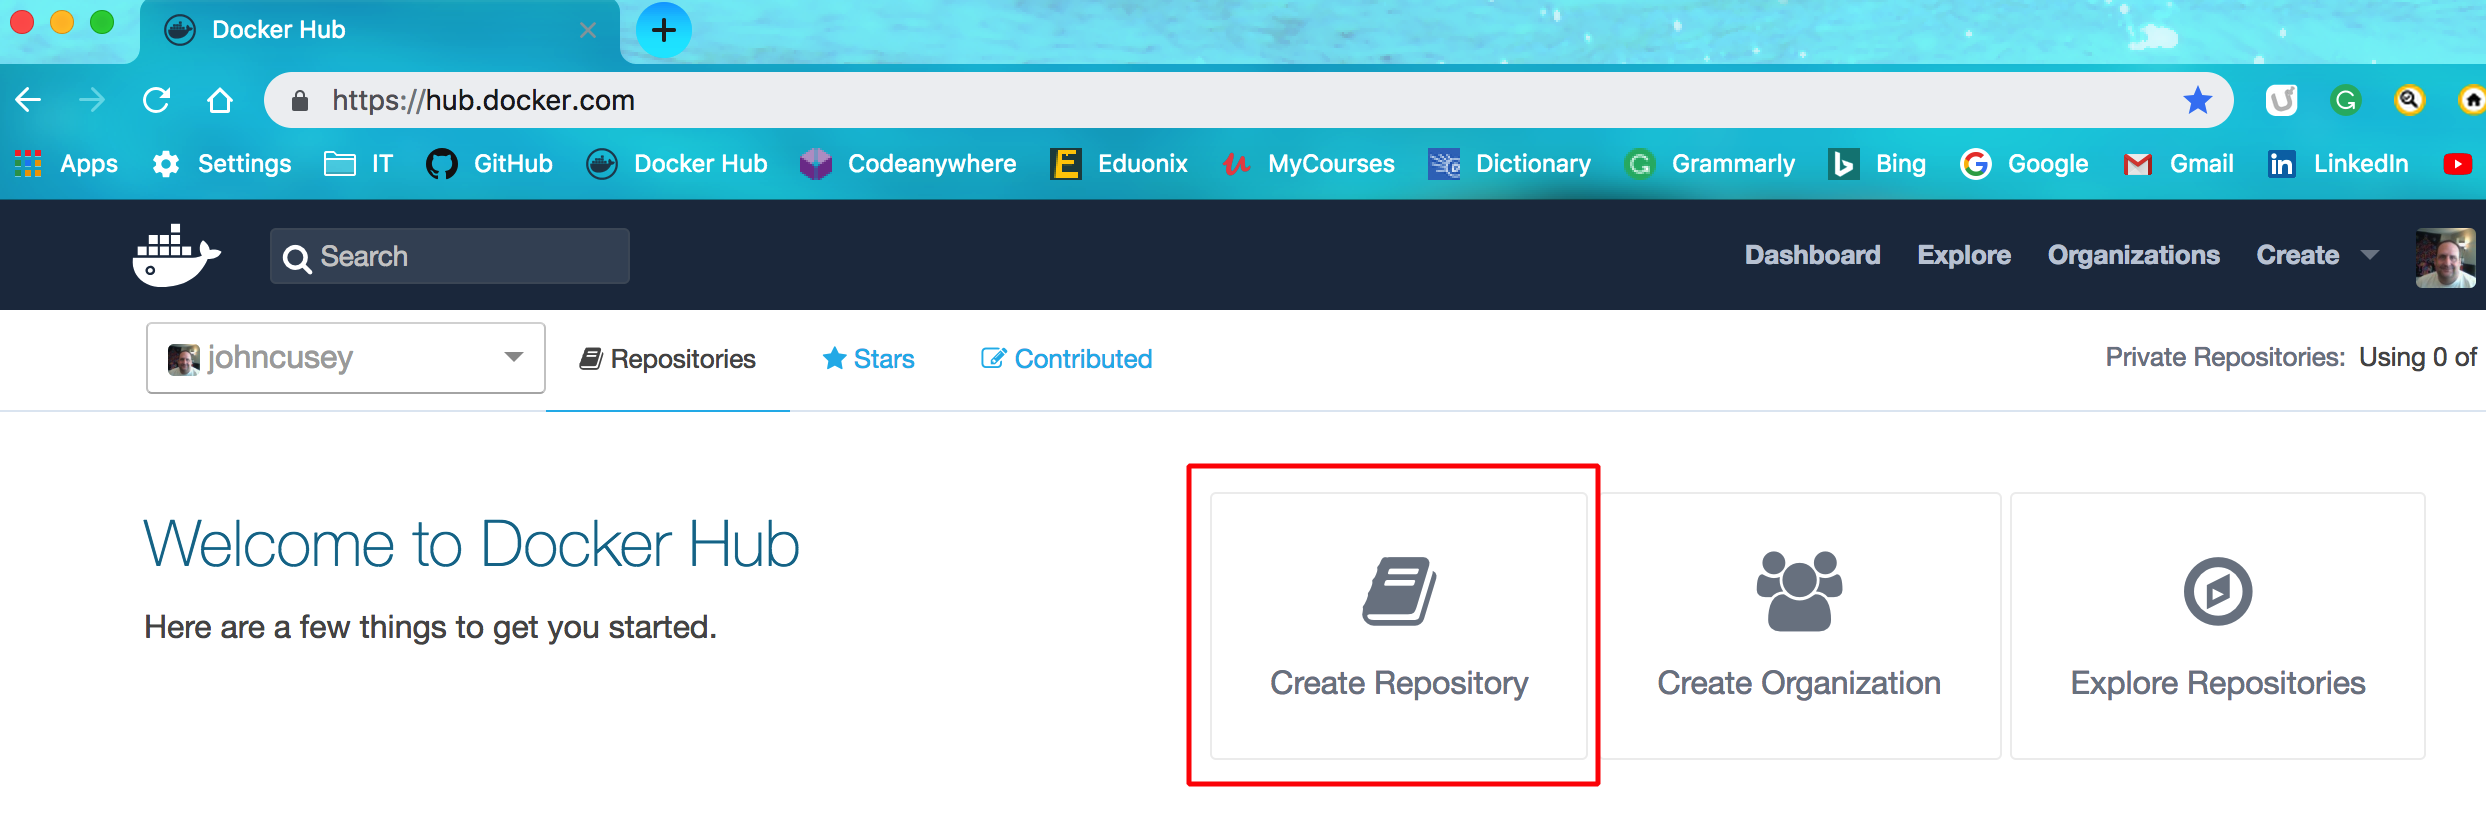 Docker Hub
https://hub.docker.com
Apps Settings IT GitHub Docker Hub Codeanywhere Eduonix MyCourses Dictionary Grammarly Bing Google Gmail LinkedIn
Search Dashboard Explore Organizations Create
johncusey Repositories Stars Contributed Private Repositories: Using 0 of
Welcome to Docker Hub
Here are a few things to get you started.
Create Repository Create Organization Explore Repositories